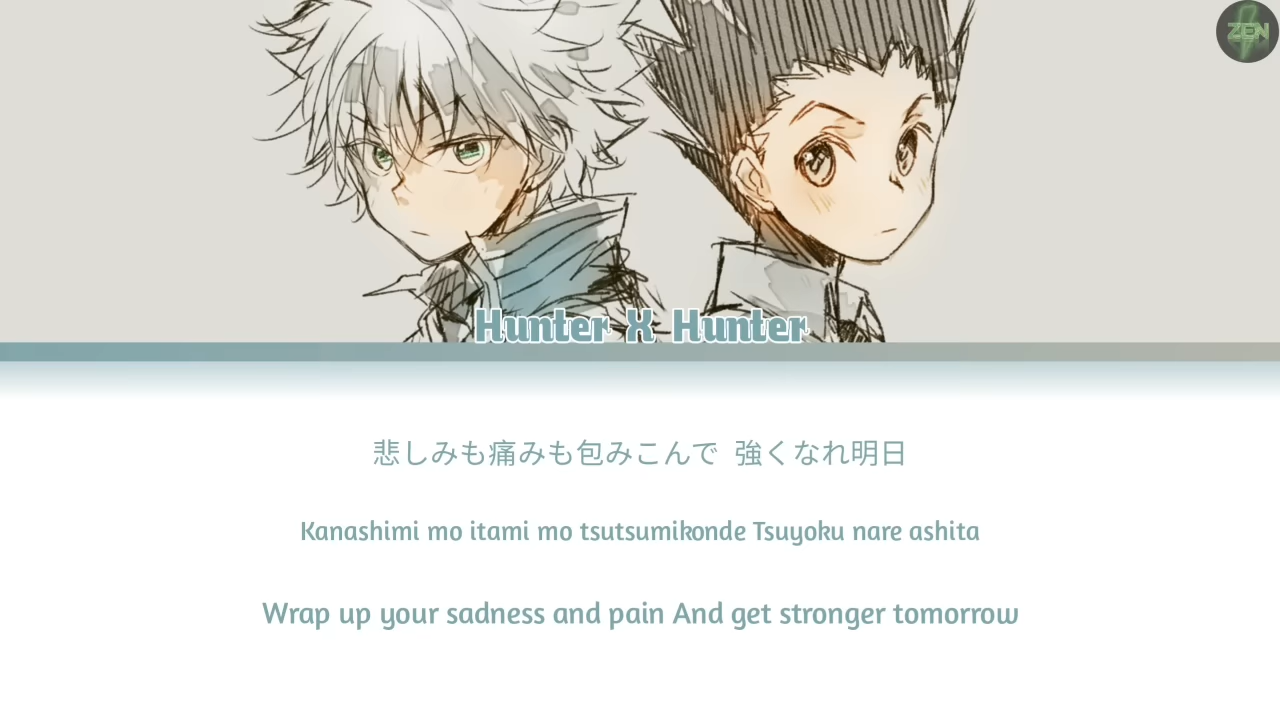 ZEN
Hunter X Hunter
悲しみも痛みも包みこんで 強くなれ明日
Kanashimi mo itami mo tsutsumikonde Tsuyoku nare ashita
Wrap up your sadness and pain And get stronger tomorrow